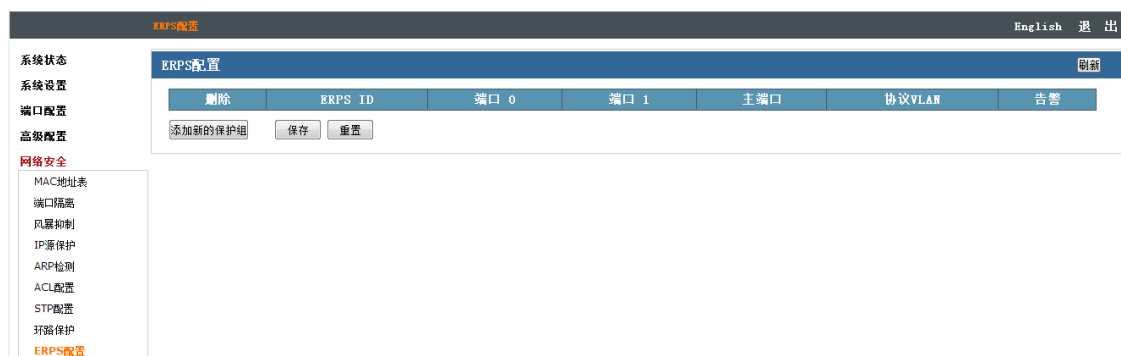 ERPS配置 English 退 出
系统状态
ERPS配置 刷新
系统设置
删除 ERPS ID 端口 0 端口 1 主端口 协议VLAN 告警
端口配置
添加新的保护组 保存 重置
高级配置
网络安全
MAC地址表
端口隔离
风暴抑制
IP源保护
ARP检测
ACL配置
STP配置
环路保护
ERPS配置